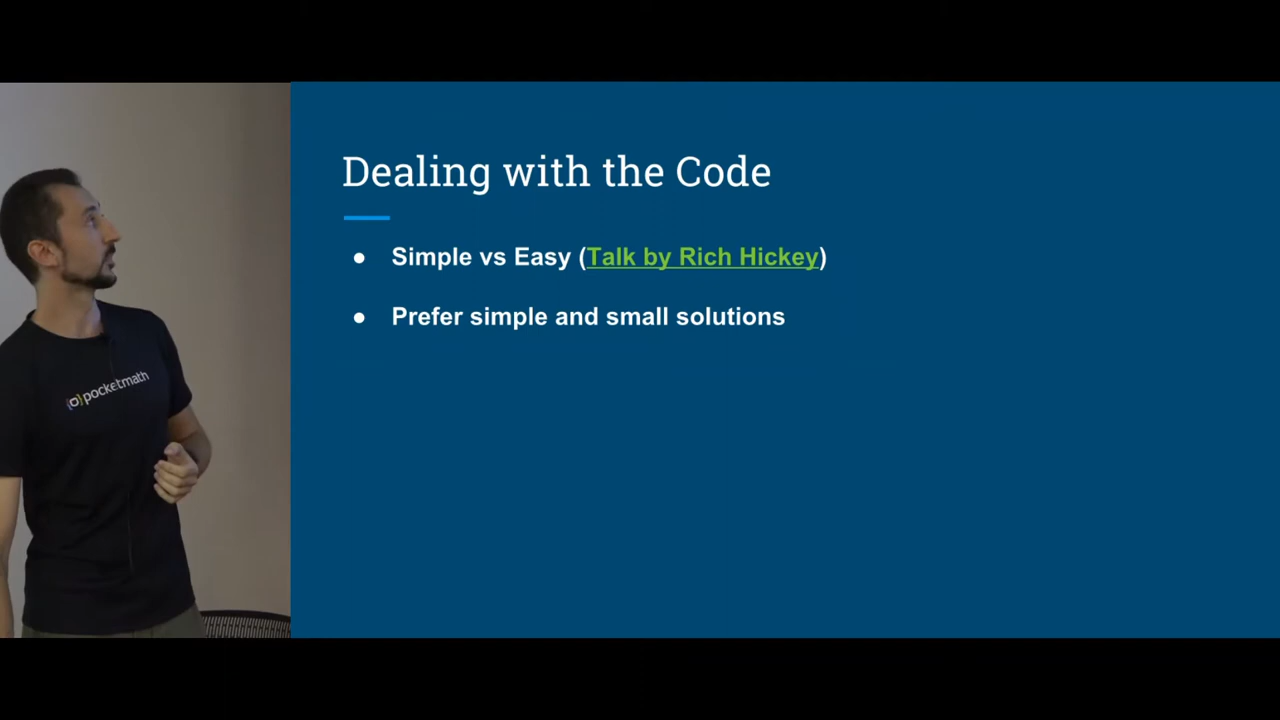 Dealing with the Code
● Simple vs Easy (Talk by Rich Hickey)
● Prefer simple and small solutions
(o)pocketmath